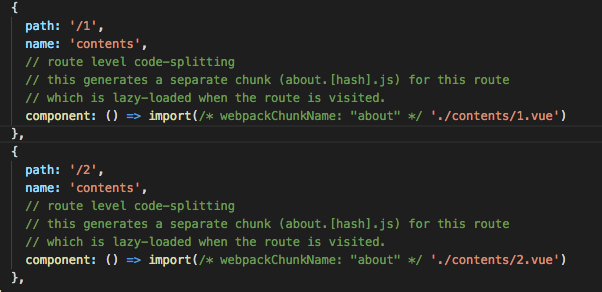 {
path: '/1',
name: 'contents',
// route level code-splitting
// this generates a separate chunk (about.[hash].js) for this route
// which is lazy-loaded when the route is visited.
component: () => import(/* webpackChunkName: "about" */ './contents/1.vue')
},
{
path: '/2',
name: 'contents',
// route level code-splitting
// this generates a separate chunk (about.[hash].js) for this route
// which is lazy-loaded when the route is visited.
component: () => import(/* webpackChunkName: "about" */ './contents/2.vue')
},